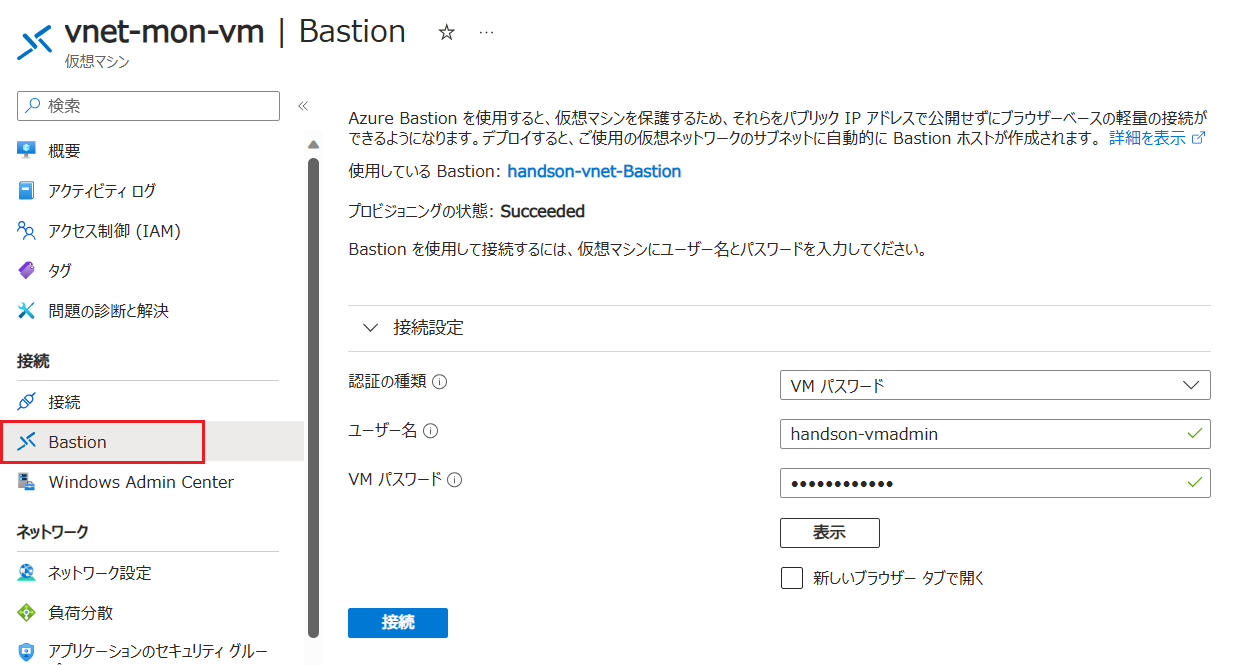 vnet-mon-vm | Bastion ☆ …
仮想マシン
検索 «
概要
アクティビティ ログ
アクセス制御 (IAM)
タグ
問題の診断と解決
接続
接続
Bastion
Windows Admin Center
ネットワーク
ネットワーク設定
負荷分散
アプリケーションのセキュリティ グルー
Azure Bastion を使用すると、仮想マシンを保護するため、それらをパブリック IP アドレスで公開せずにブラウザーベースの軽量の接続が
できるようになります。デプロイすると、ご使用の仮想ネットワークのサブネットに自動的に Bastion ホストが作成されます。 詳細を表示
使用している Bastion: handson-vnet-Bastion
プロビジョニングの状態: Succeeded
Bastion を使用して接続するには、仮想マシンにユーザー名とパスワードを入力してください。
接続設定
認証の種類 VM パスワード
ユーザー名 handson-vmadmin
VM パスワード ••••••••••••
表示
新しいブラウザー タブで開く
接続